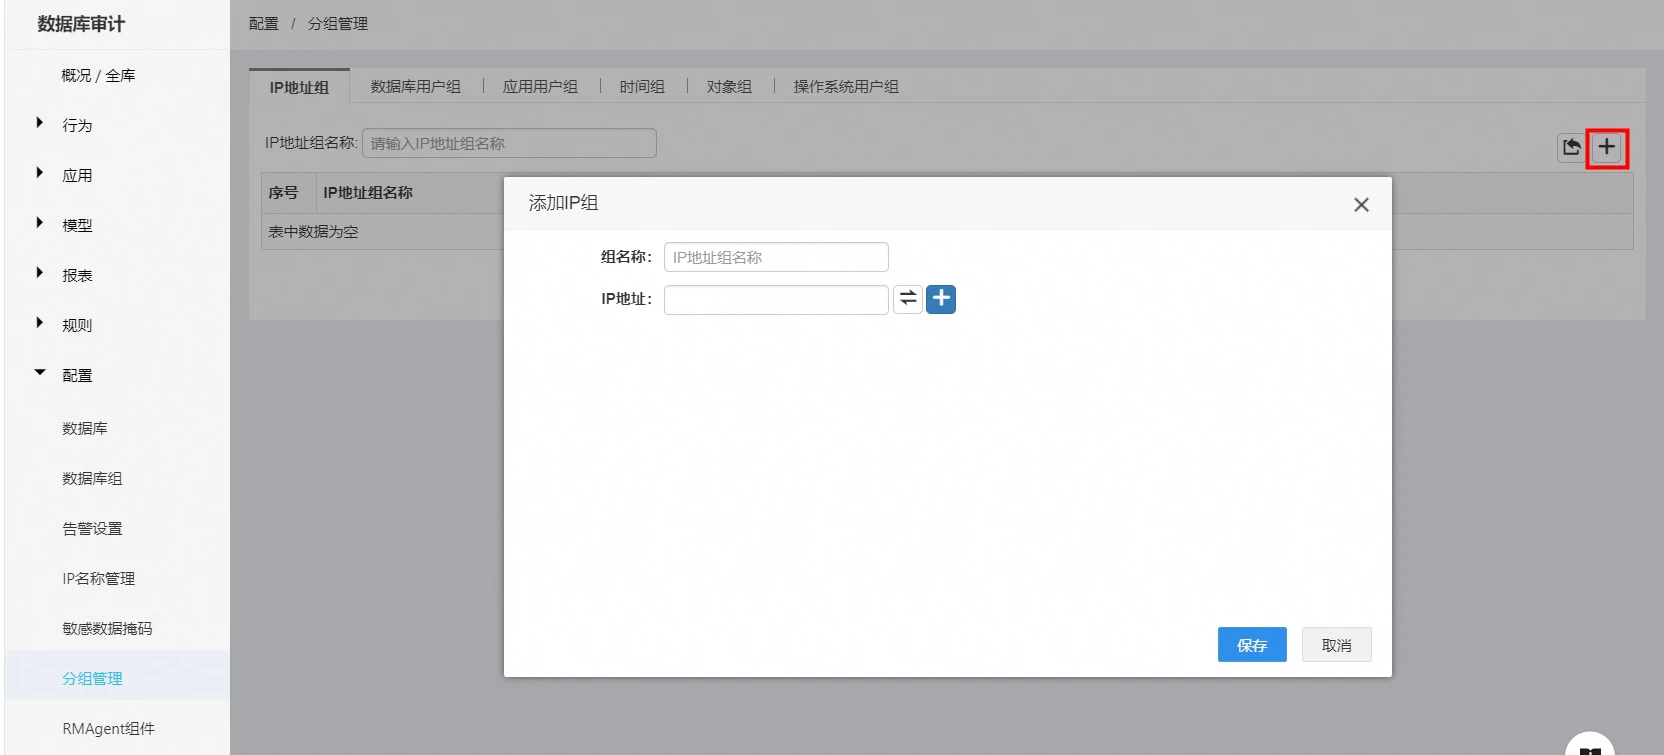 数据库审计
概况 / 全库
行为
应用
模型
报表
规则
配置
数据库
数据库组
告警设置
IP名称管理
敏感数据掩码
分组管理
RMAgent组件
配置 / 分组管理
IP地址组 数据库用户组 应用用户组 时间组 对象组 操作系统用户组
IP地址组名称: 请输入IP地址组名称
序号 IP地址组名称
表中数据为空
添加IP组
组名称: IP地址组名称
IP地址:
保存 取消